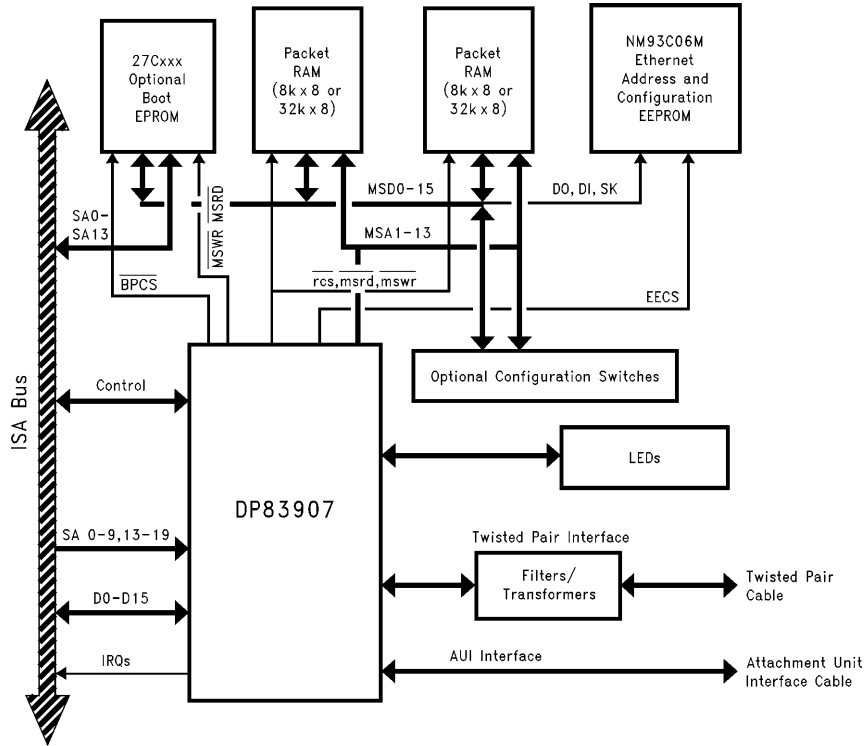 27Cxxx
Optional
Boot
EPROM
Packet
RAM
(8k x 8 or
32k x 8)
Packet
RAM
(8k x 8 or
32k x 8)
NM93C06M
Ethernet
Address and
Configuration
EEPROM
SA0-
SA13
MSWR MSRD
MSD0-15
DO, DI, SK
MSA1-13
BPCS
rcs,msrd,mswr
EECS
Optional Configuration Switches
ISA Bus
Control
LEDs
DP83907
SA 0-9,13-19
Twisted Pair Interface
Filters/
Transformers
Twisted Pair
Cable
D0-D15
IRQs
AUI Interface
Attachment Unit
Interface Cable